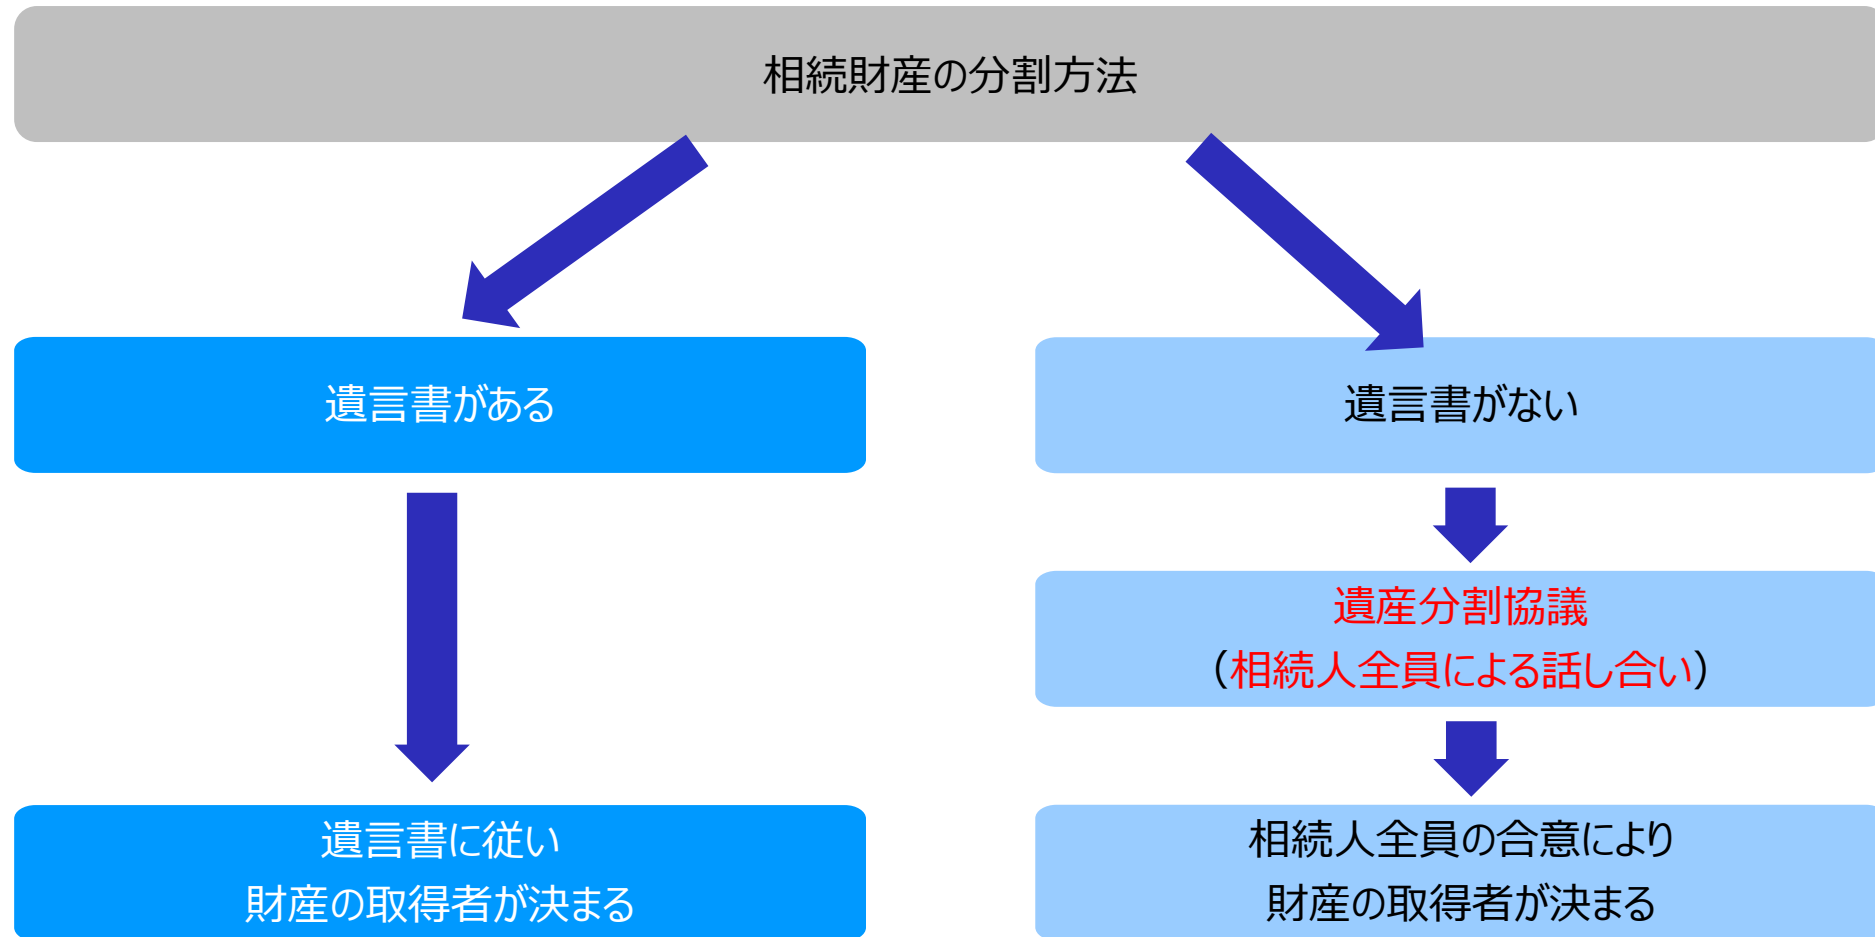 相続財産の分割方法
遺言書がある
遺言書がない
遺産分割協議
（相続人全員による話し合い）
遺言書に従い
財産の取得者が決まる
相続人全員の合意により
財産の取得者が決まる